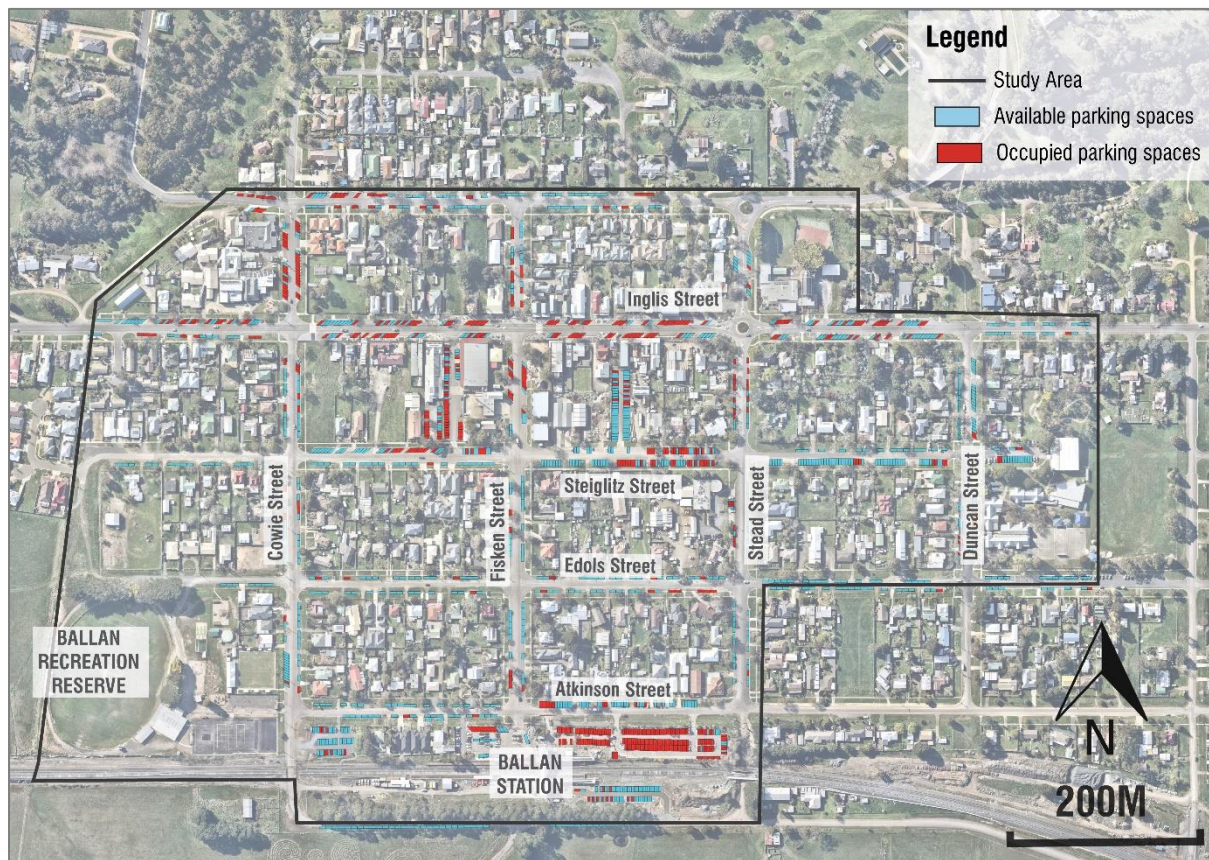 Legend
Study Area
Available parking spaces
Occupied parking spaces
Inglis Street
Cowie Street
Fisken Street
Steiglitz Street
Stead Street
Duncan Street
Edols Street
BALLAN
RECREATION
RESERVE
Atkinson Street
BALLAN
STATION
N
200M